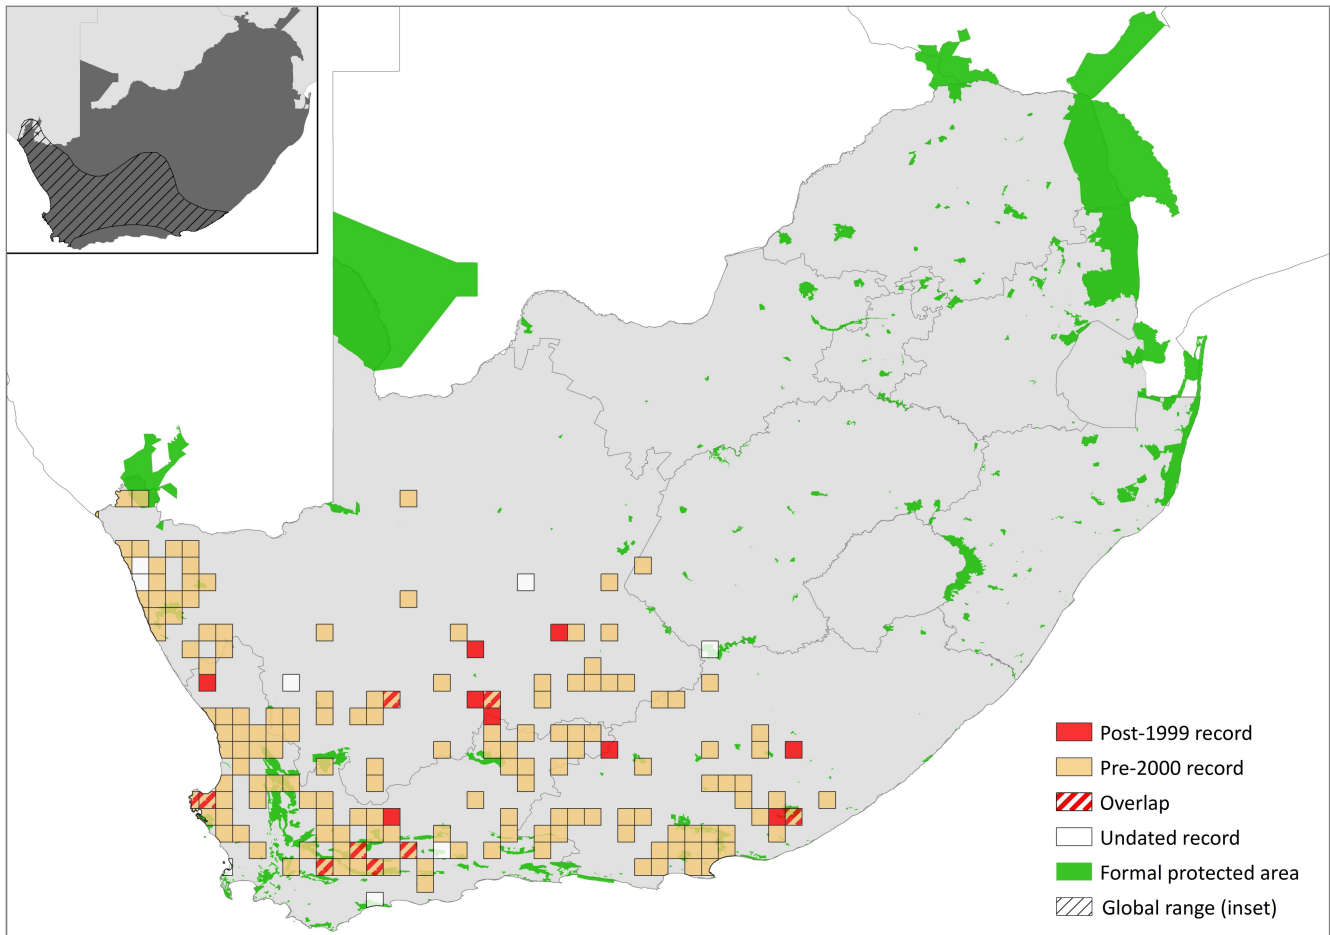 Post-1999 record
Pre-2000 record
Overlap
Undated record
Formal protected area
Global range (inset)